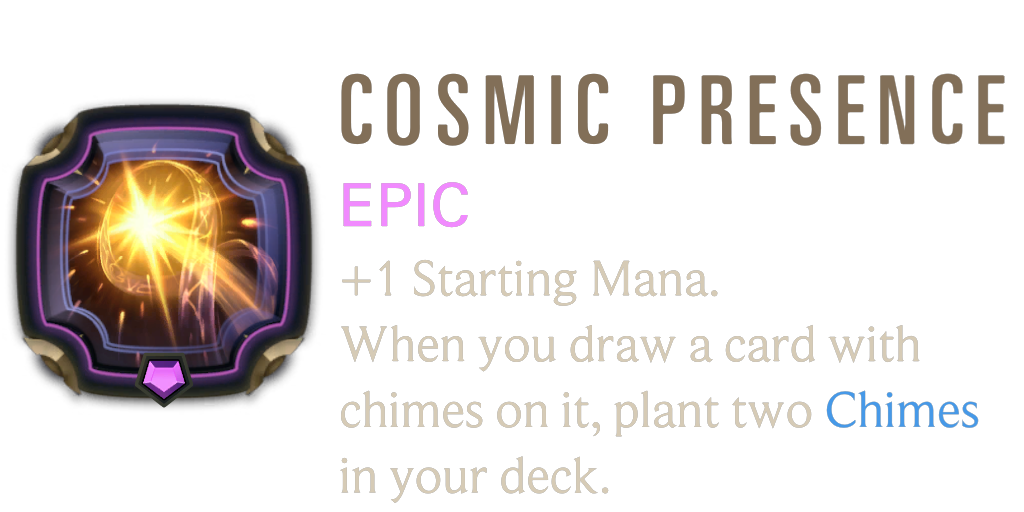 COSMIC PRESENCE
EPIC
+1 Starting Mana.
When you draw a card with
chimes on it, plant two Chimes
in your deck.